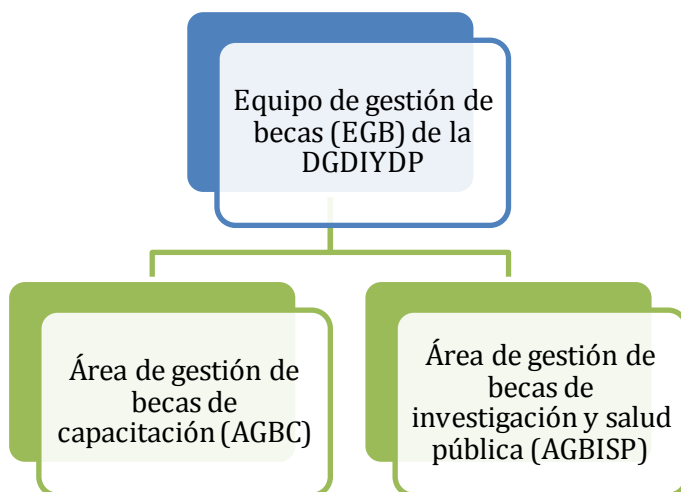 Equipo de gestión de
becas (EGB) de la
DGDIYDP
Área de gestión de
becas de
capacitación (AGBC)
Área de gestión de
becas de
investigación y salud
pública (AGBISP)